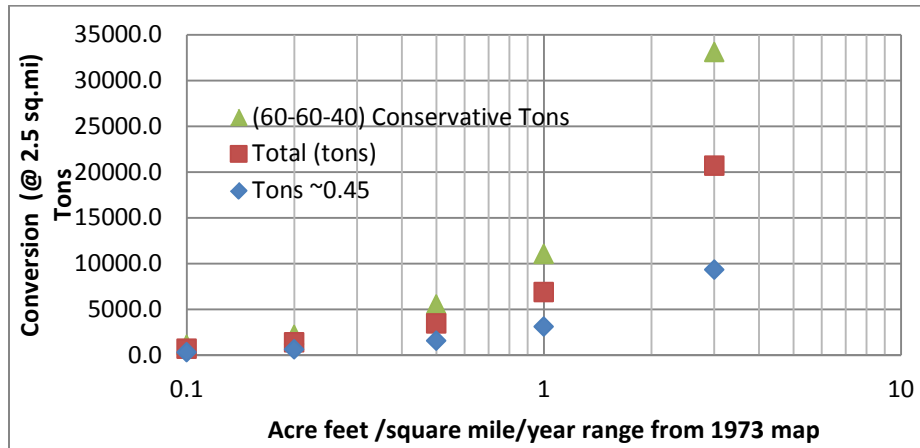 35000.0
30000.0
25000.0
20000.0
15000.0
10000.0
5000.0
0.0
Conversion (@ 2.5 sq.mi)
Tons
(60-60-40) Conservative Tons
Total (tons)
Tons ~0.45
0.1
1
10
Acre feet /square mile/year range from 1973 map